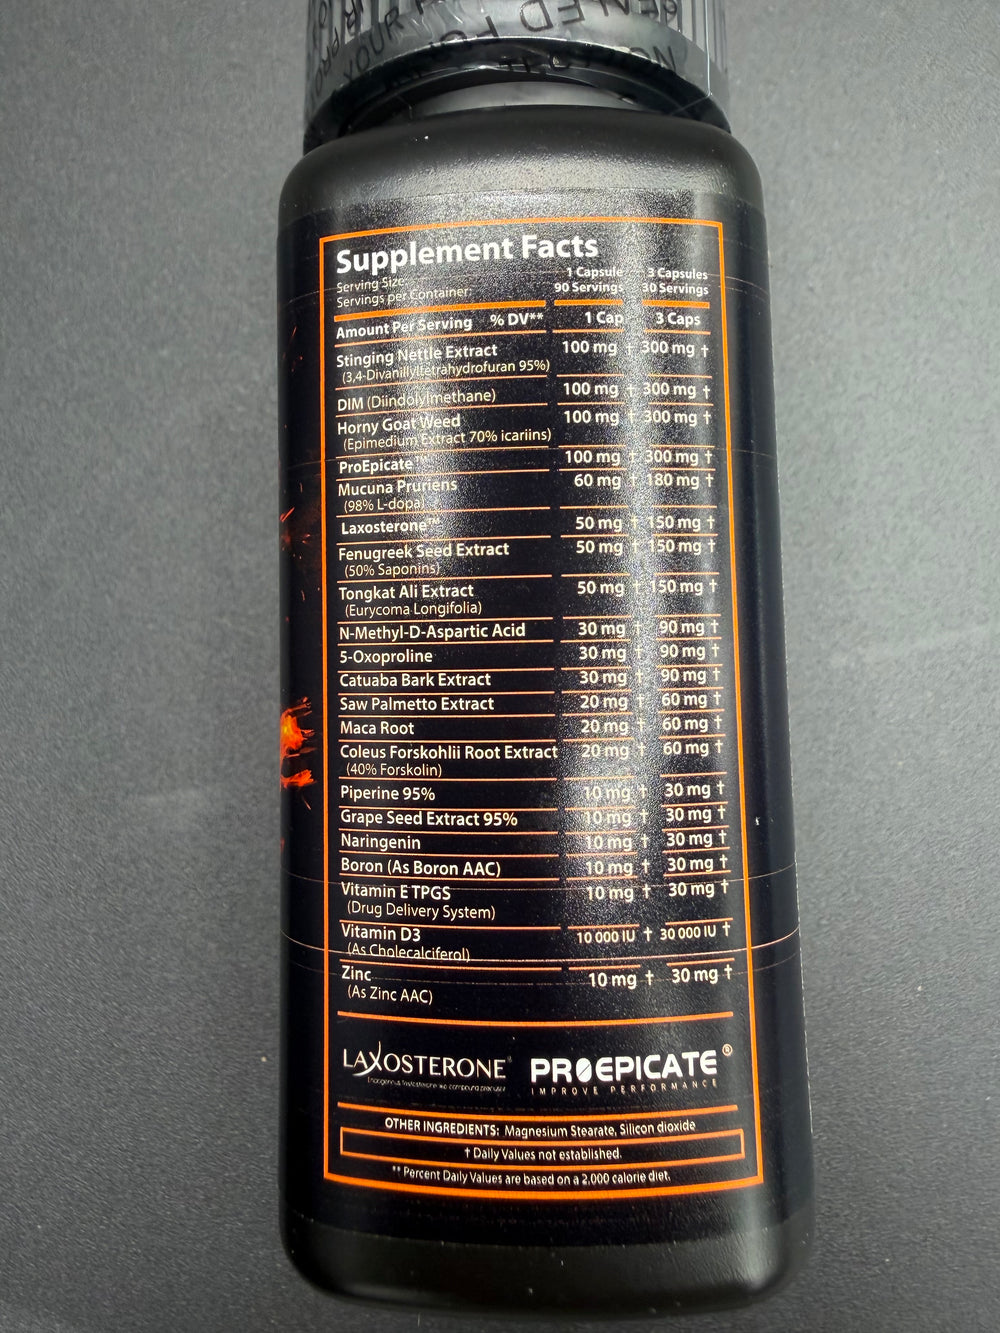 Supplement Facts
Serving Size: 1 Capsule 3 Capsules
Servings per Container: 90 Servings 30 Servings
Amount Per Serving % DV** 1 Cap 3 Caps
Stinging Nettle Extract 100 mg † 300 mg †
(3,4-Divanillyltetrahydrofuran 95%)
DIM (Diindolylmethane) 100 mg † 300 mg †
Horny Goat Weed 100 mg † 300 mg †
(Epimedium Extract 70% icariins)
ProEpicate™ 100 mg † 300 mg †
Mucuna Pruriens 60 mg † 180 mg †
(98% L-dopa)
Laxosterone™ 50 mg † 150 mg †
Fenugreek Seed Extract 50 mg † 150 mg †
(50% Saponins)
Tongkat Ali Extract 50 mg † 150 mg †
(Eurycoma Longifolia)
N-Methyl-D-Aspartic Acid 30 mg † 90 mg †
5-Oxoproline 30 mg † 90 mg †
Catuaba Bark Extract 30 mg † 90 mg †
Saw Palmetto Extract 20 mg † 60 mg †
Maca Root 20 mg † 60 mg †
Coleus Forskohlii Root Extract 20 mg † 60 mg †
(40% Forskolin)
Piperine 95% 10 mg † 30 mg †
Grape Seed Extract 95% 10 mg † 30 mg †
Naringenin 10 mg † 30 mg †
Boron (As Boron AAC) 10 mg † 30 mg †
Vitamin E TPGS 10 mg † 30 mg †
(Drug Delivery System)
Vitamin D3 10 000 IU † 30 000 IU †
(As Cholecalciferol)
Zinc 10 mg † 30 mg †
(As Zinc AAC)
LAXOSTERONE® PROEPICATE®
IMPROVE PERFORMANCE
OTHER INGREDIENTS: Magnesium Stearate, Silicon dioxide
† Daily Values not established.
** Percent Daily Values are based on a 2,000 calorie diet.